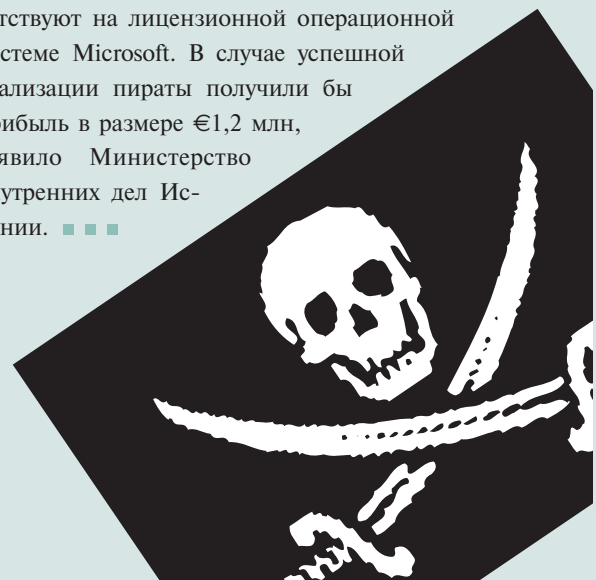 тствуют на лицензионной операционной
стеме Microsoft. В случае успешной
ализации пираты получили бы
рибыль в размере €1,2 млн,
явило Министерство
утренних дел Ис-
нии.